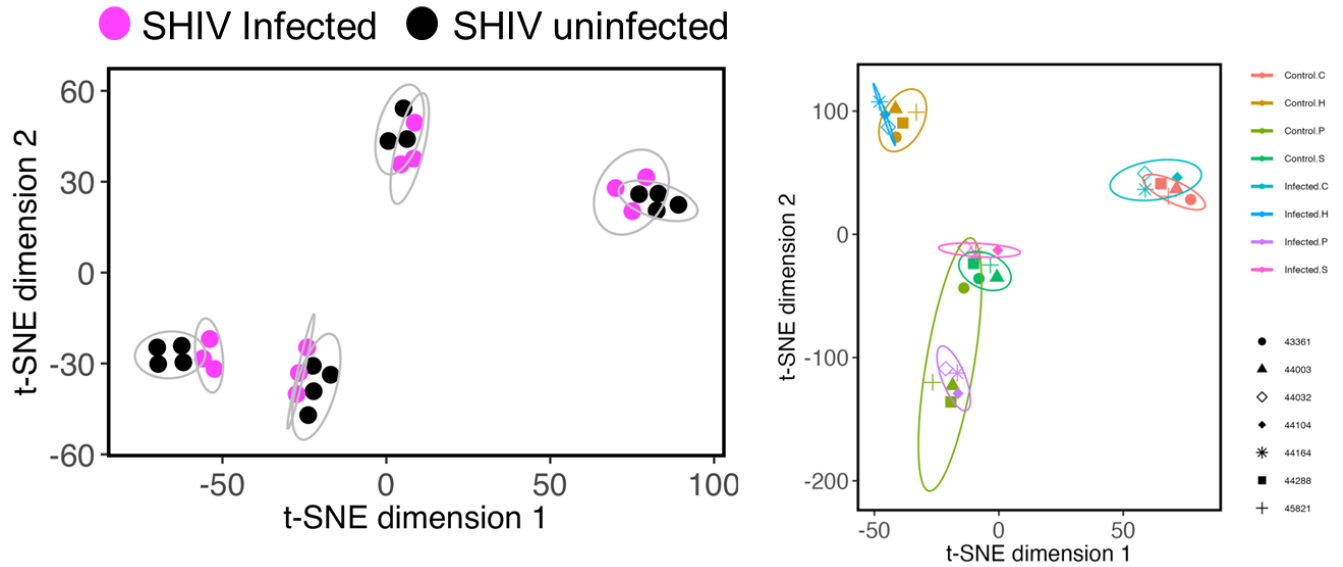 SHIV Infected SHIV uninfected
60
30
0
-30
-60
-50 0 50 100
t-SNE dimension 1
t-SNE dimension 2
100
0
-100
-200
-50 0 50
t-SNE dimension 1
t-SNE dimension 2
Control.C
Control.H
Control.P
Control.S
Infected.C
Infected.H
Infected.P
Infected.S
43361
44003
44032
44104
44164
44288
45821